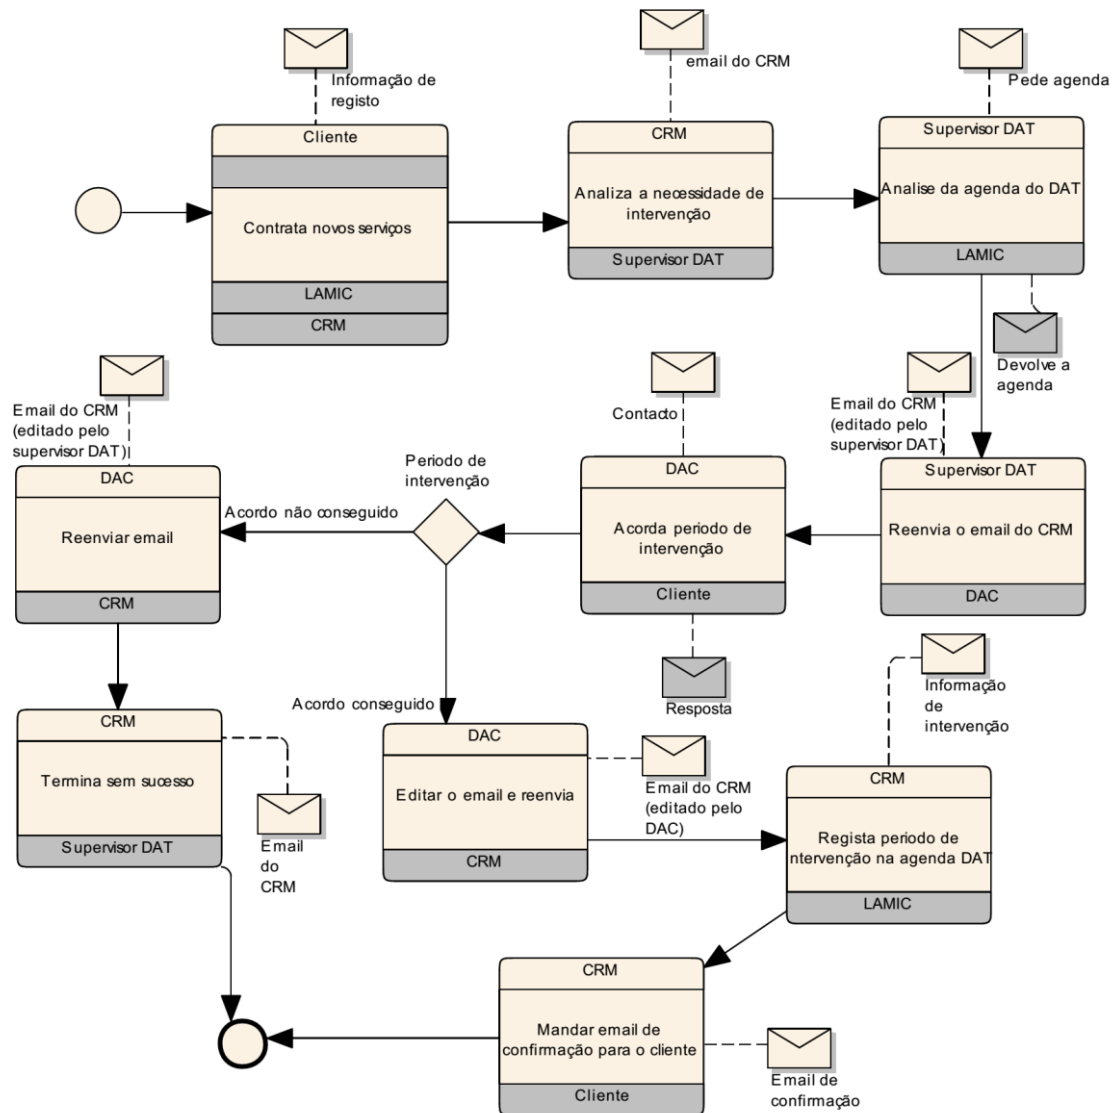 Informação de
registo
Cliente
Contrata novos serviços
LAMIC
CRM
email do CRM
CRM
Analiza a necessidade de
intervenção
Supervisor DAT
Pede agenda
Supervisor DAT
Analise da agenda do DAT
LAMIC
Devolve a
agenda
Email do CRM
(editado pelo
supervisor DAT)
Supervisor DAT
Reenvia o email do CRM
DAC
Contacto
DAC
Acorda periodo de
intervenção
Cliente
Resposta
Periodo de
intervenção
Acordo não conseguido
Acordo conseguido
Email do CRM
(editado pelo
supervisor DAT)
DAC
Reenviar email
CRM
CRM
Termina sem sucesso
Supervisor DAT
Email
do
CRM
DAC
Editar o email e reenvia
CRM
Email do CRM
(editado pelo
DAC)
Informação
de
intervenção
CRM
Regista periodo de
ntervenção na agenda DAT
LAMIC
CRM
Mandar email de
confirmação para o cliente
Cliente
Email de
confirmação